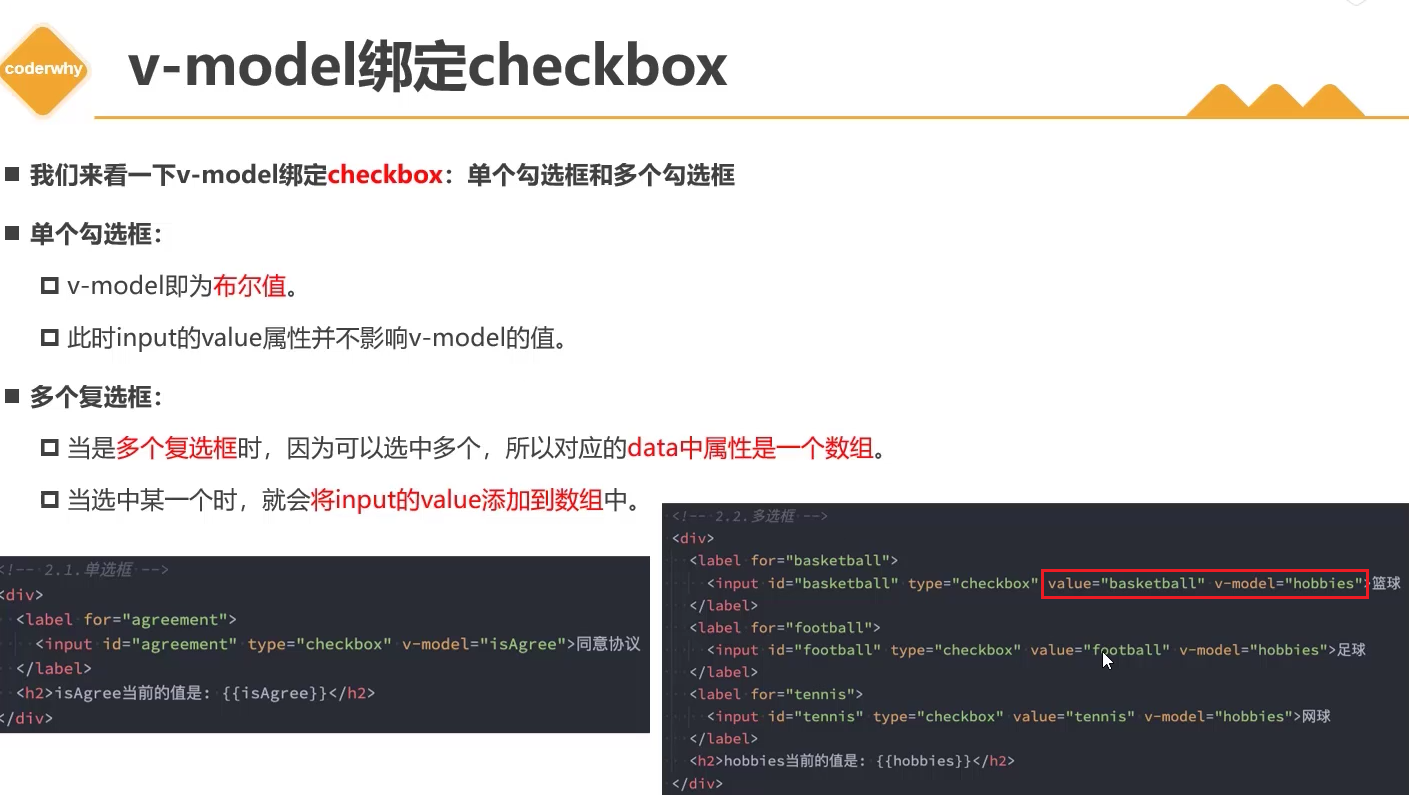 coderwhy
v-model绑定checkbox
我们来看一下v-model绑定checkbox：单个勾选框和多个勾选框
单个勾选框：
v-model即为布尔值。
此时input的value属性并不影响v-model的值。
多个复选框：
当是多个复选框时，因为可以选中多个，所以对应的data中属性是一个数组。
当选中某一个时，就会将input的value添加到数组中。
<!-- 2.1.单选框 -->
<div>
<label for="agreement">
<input id="agreement" type="checkbox" v-model="isAgree">同意协议
</label>
<h2>isAgree当前的值是: {{isAgree}}</h2>
</div>
<!-- 2.2.多选框 -->
<div>
<label for="basketball">
<input id="basketball" type="checkbox" value="basketball" v-model="hobbies">篮球
</label>
<label for="football">
<input id="football" type="checkbox" value="football" v-model="hobbies">足球
</label>
<label for="tennis">
<input id="tennis" type="checkbox" value="tennis" v-model="hobbies">网球
</label>
<h2>hobbies当前的值是: {{hobbies}}</h2>
</div>